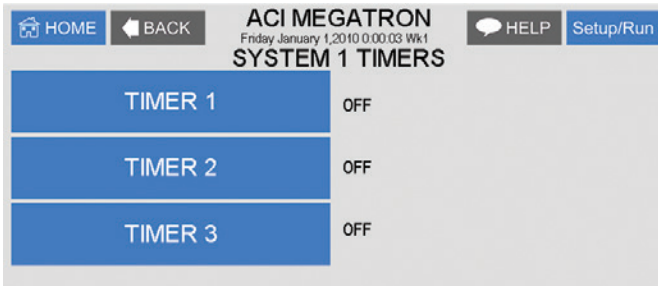 HOME
BACK
ACI MEGATRON
Friday January 1,2010 0:00:03 Wk1
SYSTEM 1 TIMERS
HELP
Setup/Run
TIMER 1 OFF
TIMER 2 OFF
TIMER 3 OFF